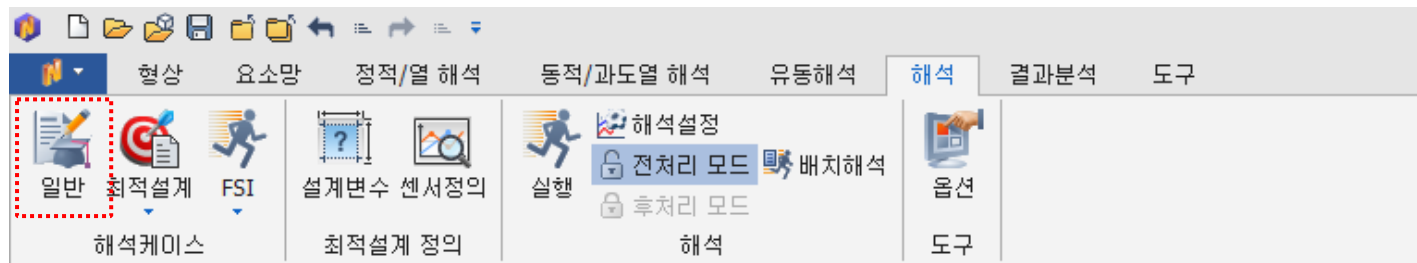 형상 요소망 정적/열 해석 동적/과도열 해석 유동해석 해석 결과분석 도구
일반 최적설계 FSI 설계변수 센서정의 실행 해석설정 전처리 모드 후처리 모드 배치해석 옵션
해석케이스 최적설계 정의 해석 도구